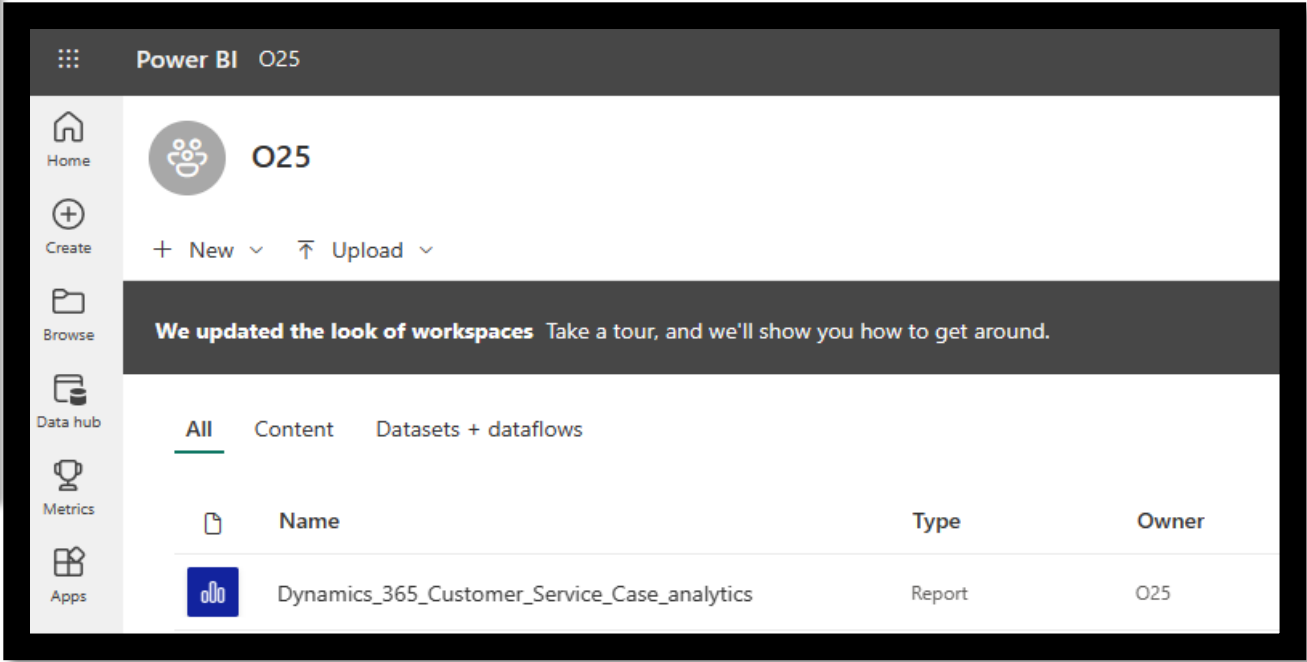 Power BI O25
Home
O25
Create
New Upload
Browse
We updated the look of workspaces Take a tour, and we'll show you how to get around.
Data hub
All Content Datasets + dataflows
Metrics
Name Type Owner
Apps
Dynamics_365_Customer_Service_Case_analytics Report O25